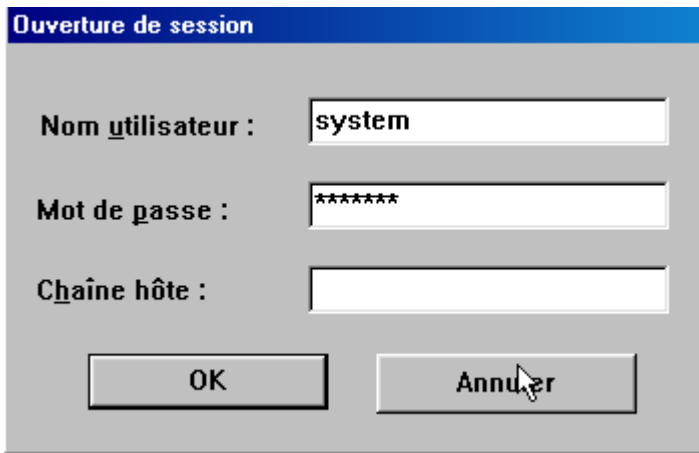 Ouverture de session
Nom utilisateur : system
Mot de passe : *******
Chaîne hôte :
OK Annuler